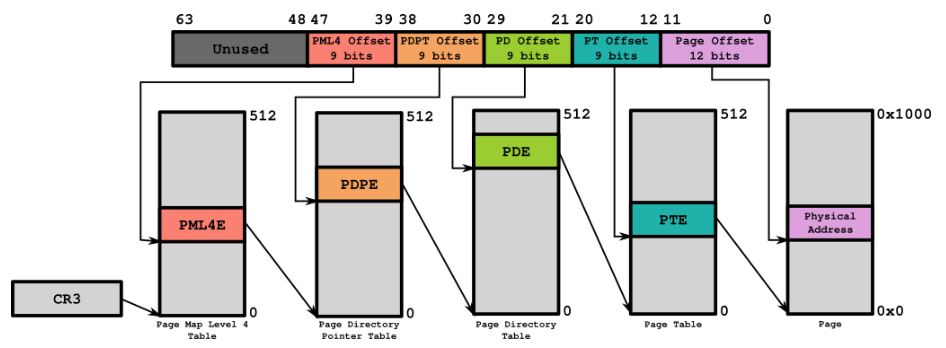 63 48 47 39 38 30 29 21 20 12 11 0
Unused
PML4 Offset
9 bits
PDPT Offset
9 bits
PD Offset
9 bits
PT Offset
9 bits
Page Offset
12 bits
512
512
512
512
0x1000
PML4E
PDPE
PDE
PTE
Physical
Address
CR3
0
0
0
0
0x0
Page Map Level 4
Table
Page Directory
Pointer Table
Page Directory
Table
Page Table
Page